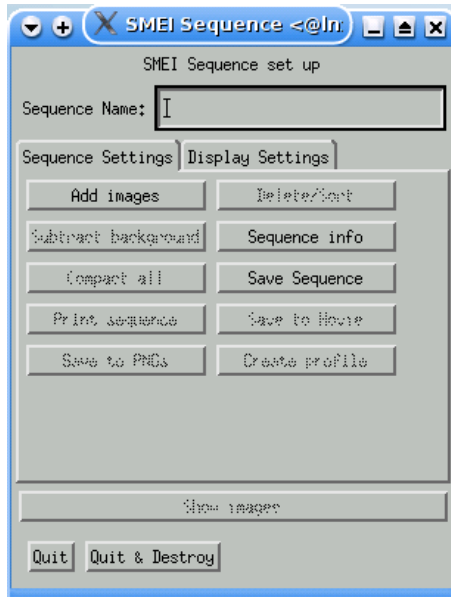 SMEI Sequence <@ln
SMEI Sequence set up
Sequence Name:
Sequence Settings Display Settings
Add images Delete/Sort
Subtract background Sequence info
Compact all Save Sequence
Print sequence Save to Movie
Save to PNGs Create profile
Show images
Quit Quit & Destroy